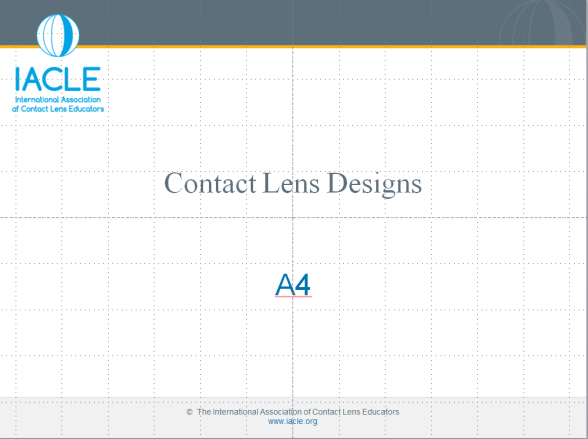 IACLE
International Association
of Contact Lens Educators
Contact Lens Designs
A4
© The International Association of Contact Lens Educators
www.iacle.org